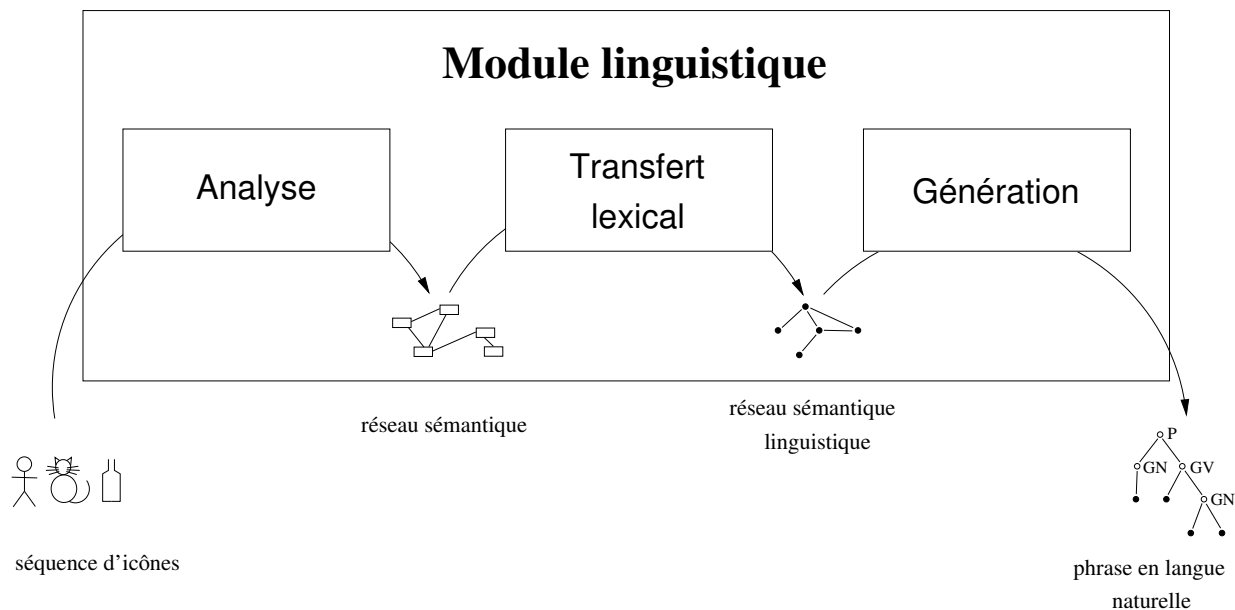 Module linguistique
Analyse
Transfert
lexical
Génération
réseau sémantique
réseau sémantique
linguistique
P
GN
GV
GN
séquence d'icônes
phrase en langue
naturelle